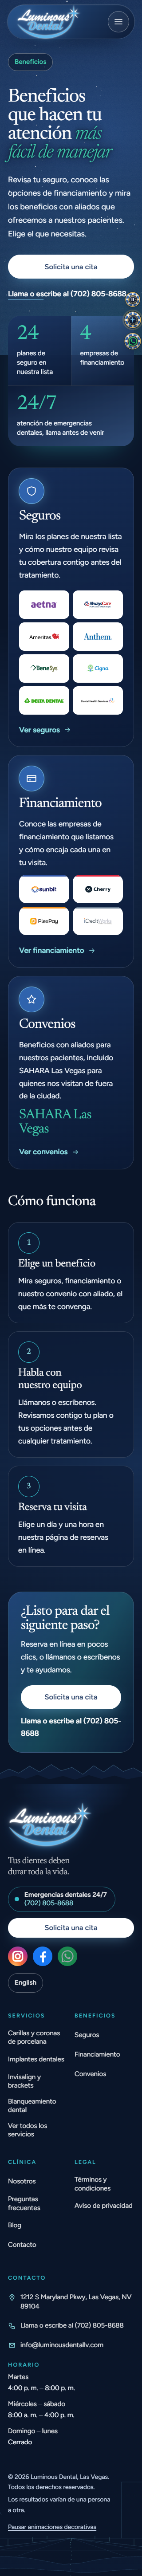 Luminous
Dental
Beneficios
Beneficios
que hacen tu
atención más
fácil de manejar
Revisa tu seguro, conoce las
opciones de financiamiento y mira
si los beneficios con aliados que
ofrecemos a nuestros pacientes.
Elige el que necesitas.
Solicita una cita
Llama o escribe al (702) 805-8688
24
planes de
seguro en
nuestra lista
4
empresas de
financiamiento
24/7
atención de emergencias
dentales, llama antes de venir
Seguros
Mira los planes de nuestra lista
y cómo nuestro equipo revisa
tu cobertura contigo antes del
tratamiento.
aetna
AlwaysCare
Ameritas
Anthem
BeneSys
Cigna
DELTA DENTAL
Ver seguros →
Financiamiento
Conoce las empresas de
financiamiento que listamos
y cómo encaja cada una en
tu visita.
sunbit
Cherry
PlexPay
iCreditWorks
Ver financiamiento →
Convenios
Beneficios con aliados para
nuestros pacientes, incluido
SAHARA Las Vegas para
quienes nos visitan de fuera
de la ciudad.
SAHARA Las
Vegas
Ver convenios →
Cómo funciona
1
Elige un beneficio
Mira seguros, financiamiento o
nuestro convenio con aliado, el
que más te convenga.
2
Habla con
nuestro equipo
Llámanos o escríbenos.
Revisamos contigo tu plan o
tus opciones antes de
cualquier tratamiento.
3
Reserva tu visita
Elige un día y una hora en
nuestra página de reservas
en línea.
¿Listo para dar el
siguiente paso?
Reserva en línea en pocos
clics, o llámanos o escríbenos
y te ayudamos.
Solicita una cita
Llama o escribe al (702) 805-
8688
Luminous
Dental
Tus dientes deben
durar toda la vida.
Emergencias dentales 24/7
(702) 805-8688
Solicita una cita
English
SERVICIOS
Carillas y coronas
de porcelana
Implantes dentales
Invisalign y
brackets
Blanqueamiento
dental
Ver todos los
servicios
BENEFICIOS
Seguros
Financiamiento
Convenios
CLÍNICA
Nosotros
Preguntas
frecuentes
Blog
Contacto
LEGAL
Términos y
condiciones
Aviso de privacidad
CONTACTO
1212 S Maryland Pkwy, Las Vegas, NV
89104
Llama o escribe al (702) 805-8688
info@luminousdentallv.com
HORARIO
Martes
4:00 p. m. – 8:00 p. m.
Miércoles – sábado
8:00 a. m. – 4:00 p. m.
Domingo – lunes
Cerrado
© 2026 Luminous Dental, Las Vegas.
Todos los derechos reservados.
Los resultados varían de una persona
a otra.
Pausar animaciones decorativas